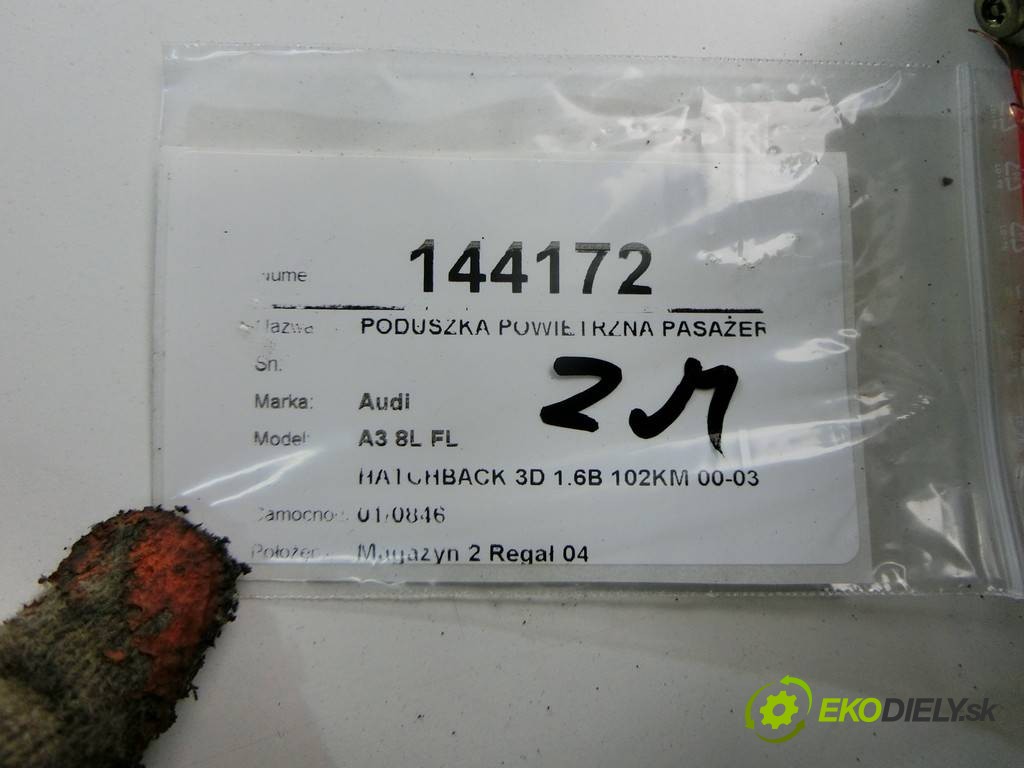 144172
PODUSZKA POWIETRZNA PASAŻER
Sn:
Marka: Audi
Model: A3 8L FL
HATCHBACK 3D 1.6B 102KM 00-03
01/0846
Magazyn 2 Regał 04
EKODIELY.sk